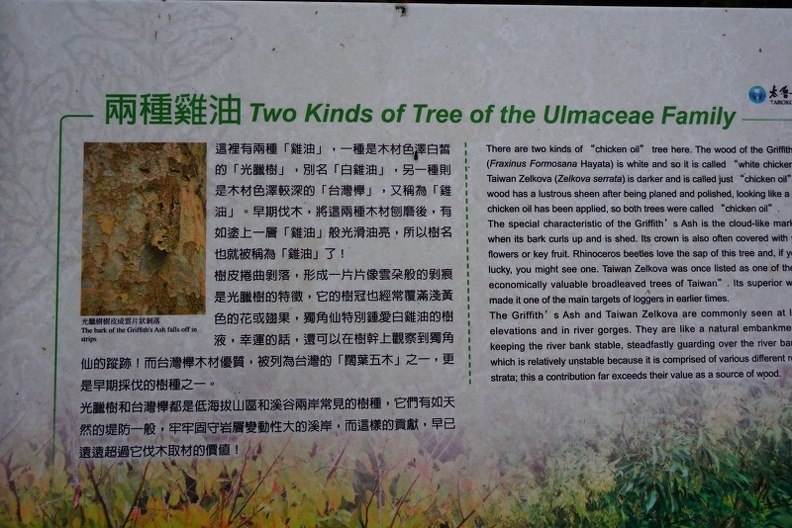 兩種雞油 Two Kinds of Tree of the Ulmaceae Family
太魯
TAROKO
這裡有兩種「雞油」，一種是木材色澤白皙
的「光臘樹」，別名「白雞油」，另一種則
是木材色澤較深的「台灣櫸」，又稱為「雞
油」。早期伐木，將這兩種木材刨磨後，有
如塗上一層「雞油」般光滑油亮，所以樹名
也就被稱為「雞油」了！
樹皮捲曲剝落，形成一片片像雲朵般的剝痕
是光臘樹的特徵，它的樹冠也經常覆滿淺黃
色的花或翅果，獨角仙特別鍾愛白雞油的樹
液，幸運的話，還可以在樹幹上觀察到獨角
仙的蹤跡！而台灣櫸木材優質，被列為台灣的「闊葉五木」之一，更
是早期採伐的樹種之一。
光臘樹和台灣櫸都是低海拔山區和溪谷兩岸常見的樹種，它們有如天
然的堤防一般，牢牢固守岩層變動性大的溪岸，而這樣的貢獻，早已
遠遠超過它伐木取材的價值！
光臘樹樹皮成雲片狀剝落
The bark of the Griffith's Ash falls off in
strips
There are two kinds of "chicken oil" tree here. The wood of the Griffith
(Fraxinus Formosana Hayata) is white and so it is called "white chicken
Taiwan Zelkova (Zelkova serrata) is darker and is called just "chicken oil"
wood has a lustrous sheen after being planed and polished, looking like a
chicken oil has been applied, so both trees were called "chicken oil".
The special characteristic of the Griffith's Ash is the cloud-like mark
when its bark curls up and is shed. Its crown is also often covered with
flowers or key fruit. Rhinoceros beetles love the sap of this tree and, if yo
lucky, you might see one. Taiwan Zelkova was once listed as one of the
economically valuable broadleaved trees of Taiwan". Its superior w
made it one of the main targets of loggers in earlier times.
The Griffith's Ash and Taiwan Zelkova are commonly seen at l
elevations and in river gorges. They are like a natural embankme
keeping the river bank stable, steadfastly guarding over the river ban
which is relatively unstable because it is comprised of various different r
strata; this a contribution far exceeds their value as a source of wood.